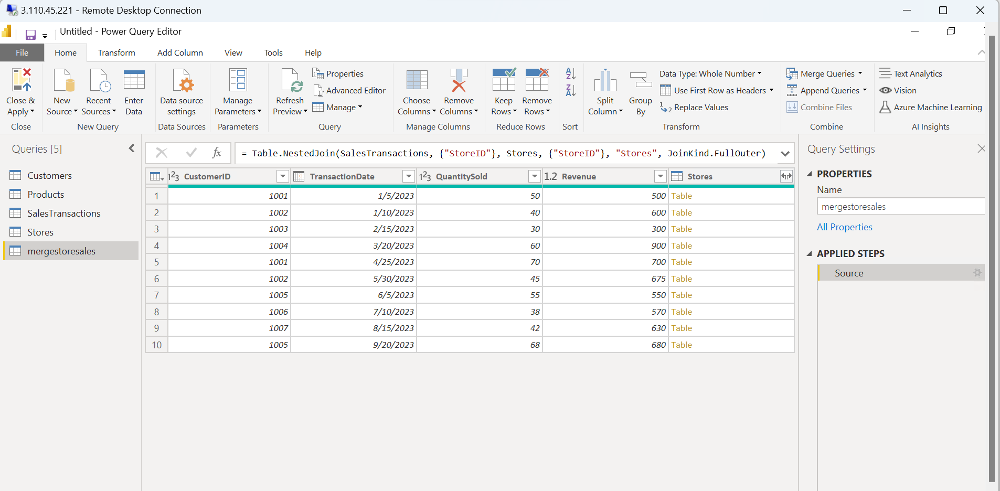 3.110.45.221 - Remote Desktop Connection
Untitled - Power Query Editor
File Home Transform Add Column View Tools Help
Close & Apply
Close
New Source
Recent Sources
Enter Data
New Query
Data source settings
Data Sources
Manage Parameters
Parameters
Refresh Preview
Properties
Advanced Editor
Manage
Query
Choose Columns
Remove Columns
Manage Columns
Keep Rows
Remove Rows
Reduce Rows
A Z
Z A
Sort
Split Column
Group By
Data Type: Whole Number
Use First Row as Headers
1 2 Replace Values
Transform
Merge Queries
Append Queries
Combine Files
Combine
Text Analytics
Vision
Azure Machine Learning
AI Insights
Queries [5]
Customers
Products
SalesTransactions
Stores
mergestoresales
fx = Table.NestedJoin(SalesTransactions, {"StoreID"}, Stores, {"StoreID"}, "Stores", JoinKind.FullOuter)
123 CustomerID TransactionDate 123 QuantitySold 1.2 Revenue Stores
1 1001 1/5/2023 50 500 Table
2 1002 1/10/2023 40 600 Table
3 1003 2/15/2023 30 300 Table
4 1004 3/20/2023 60 900 Table
5 1001 4/25/2023 70 700 Table
6 1002 5/30/2023 45 675 Table
7 1005 6/5/2023 55 550 Table
8 1006 7/10/2023 38 570 Table
9 1007 8/15/2023 42 630 Table
10 1005 9/20/2023 68 680 Table
Query Settings
PROPERTIES
Name
mergestoresales
All Properties
APPLIED STEPS
Source